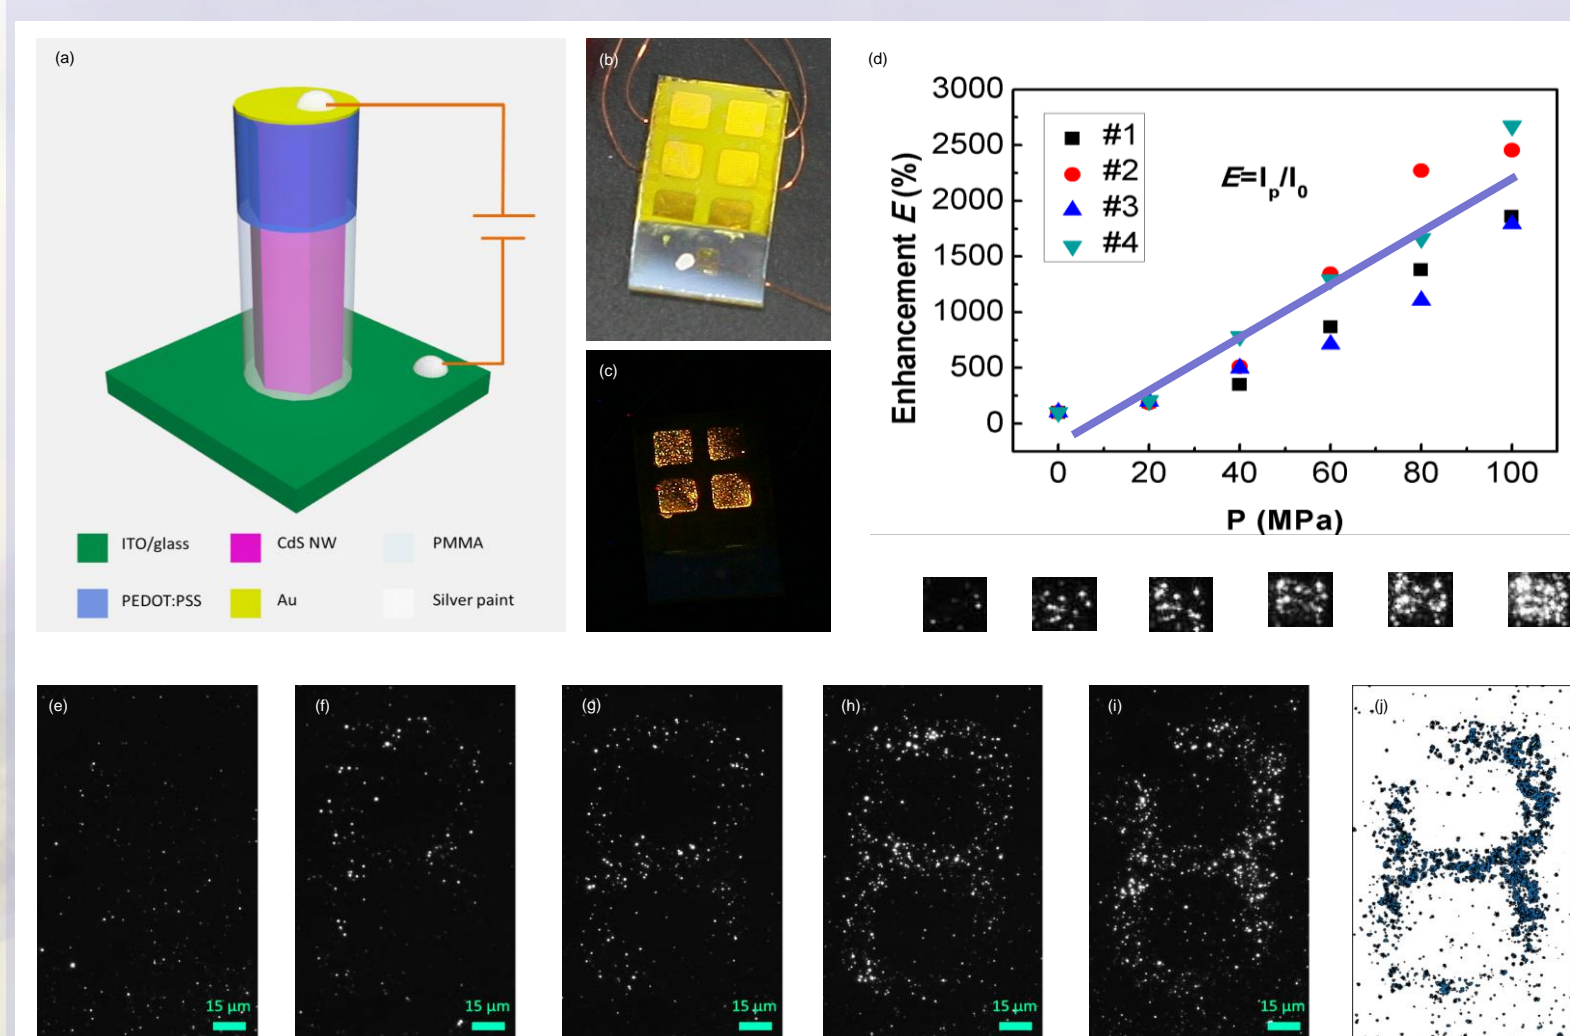 (a)
ITO/glass
CdS NW
PMMA
PEDOT:PSS
Au
Silver paint
(b)
(c)
(d)
Enhancement E (%)
3000
2500
2000
1500
1000
500
0
#1
#2
#3
#4
E=Ip/I0
0 20 40 60 80 100
P (MPa)
(e)
15 μm
(f)
15 μm
(g)
15 μm
(h)
15 μm
(i)
15 μm
(j)